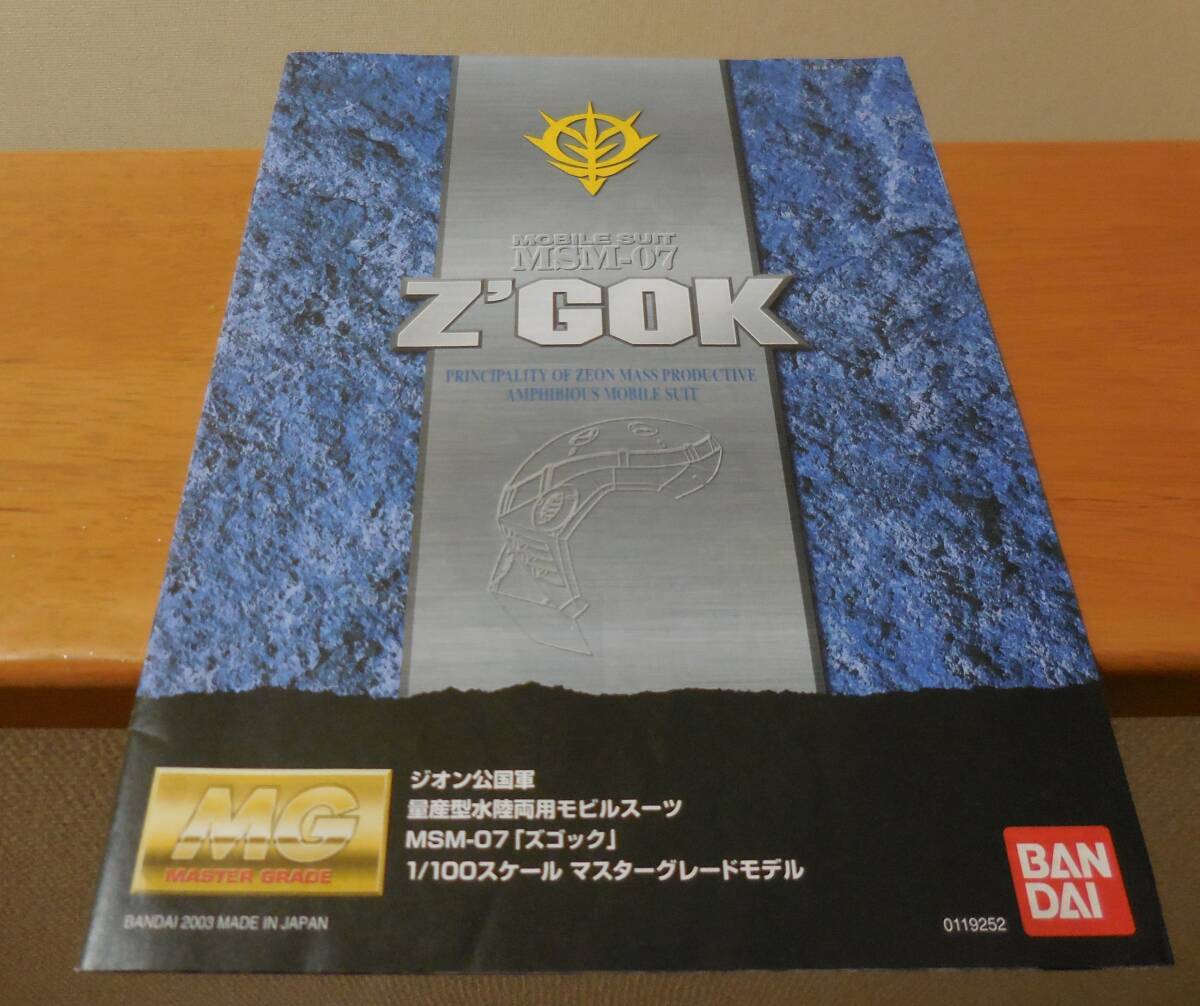 MOBILE SUIT
MSM-07
Z'GOK
PRINCIPALITY OF ZEON MASS PRODUCTIVE
AMPHIBIOUS MOBILE SUIT
MG
MASTER GRADE
ジオン公国軍
量産型水陸両用モビルスーツ
MSM-07「ズゴック」
1/100スケール マスターグレードモデル
BANDAI 2003 MADE IN JAPAN
0119252
BAN
DAI